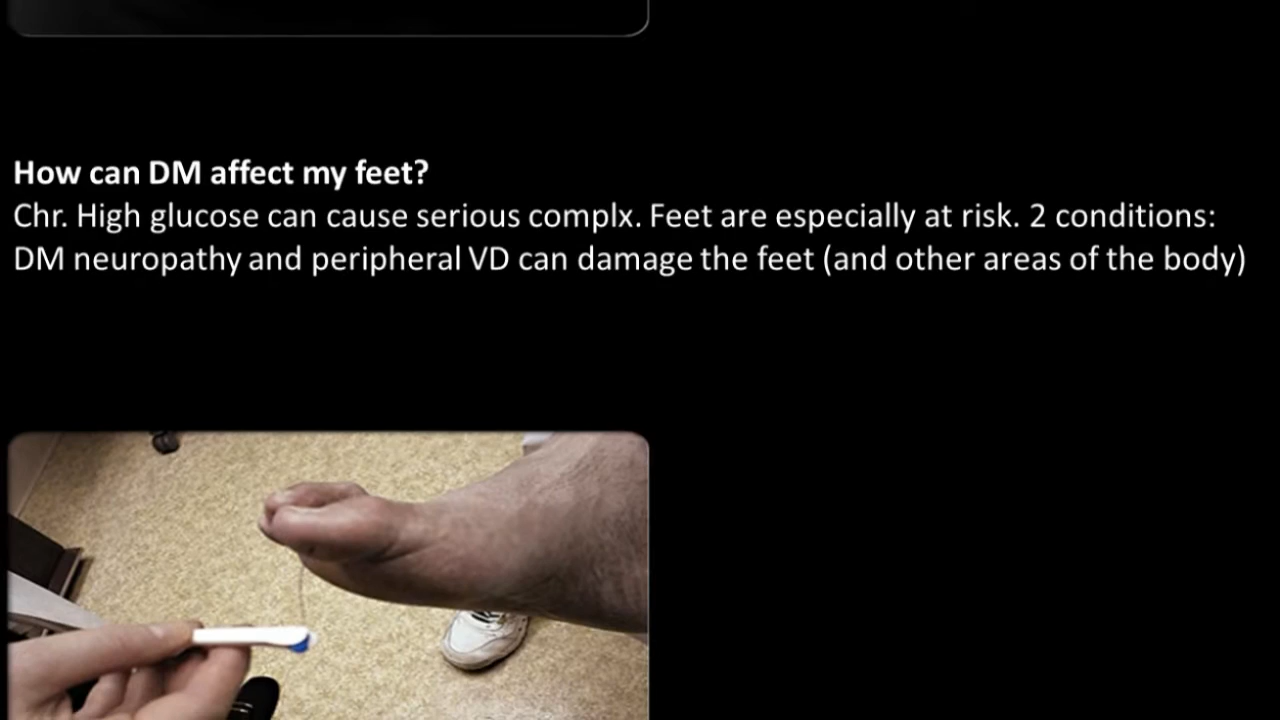 How can DM affect my feet?
Chr. High glucose can cause serious complx. Feet are especially at risk. 2 conditions:
DM neuropathy and peripheral VD can damage the feet (and other areas of the body)